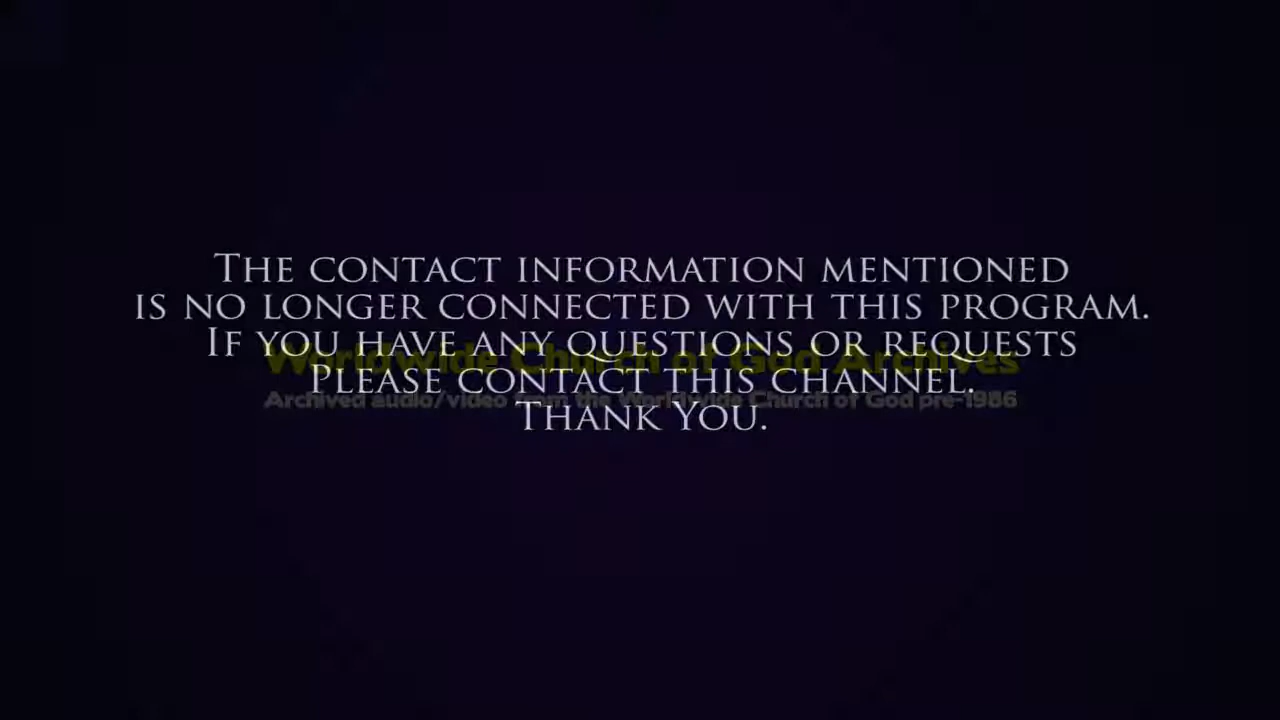 The contact information mentioned
is no longer connected with this program.
If you have any questions or requests
Worldwide Church of God Archives
please contact this channel.
Archived audio/video from the Worldwide Church of God pre-1986
Thank You.